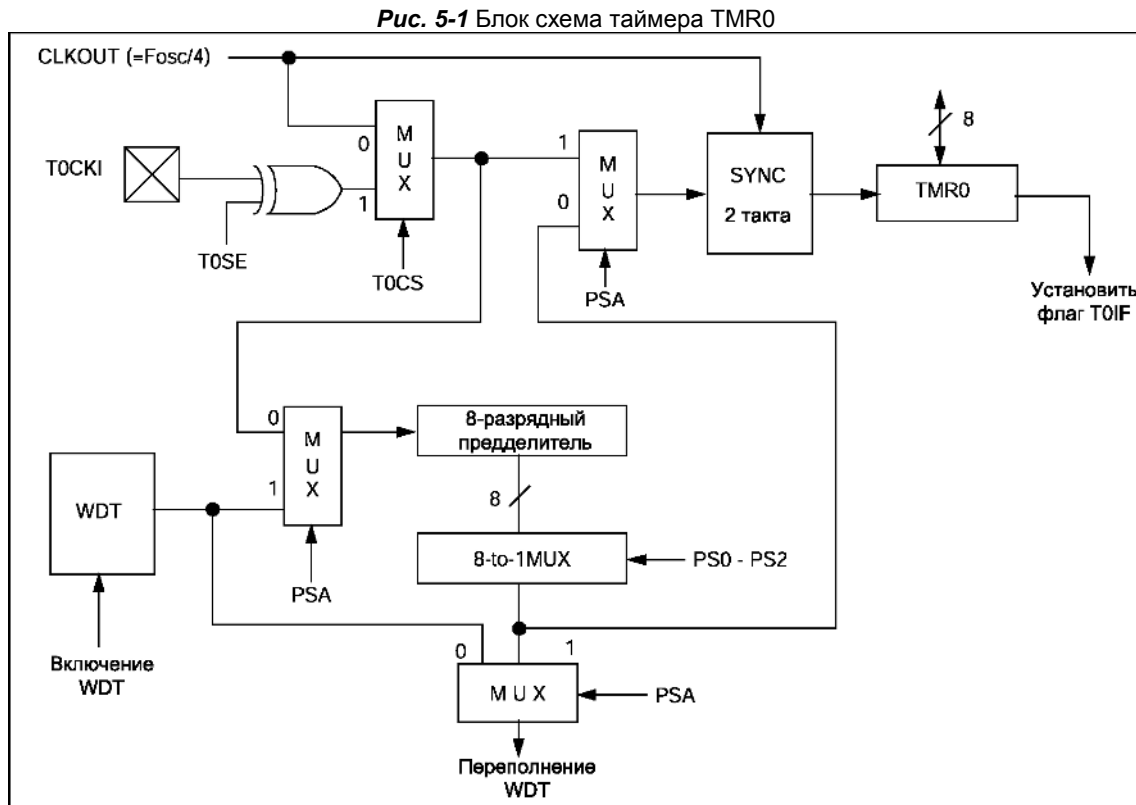 Рис. 5-1 Блок схема таймера TMR0
CLKOUT (=Fosc/4)
T0CKI
T0SE
0
1
M
U
X
T0CS
1
0
M
U
X
PSA
SYNC
2 такта
8
TMR0
Установить
флаг T0IF
0
1
M
U
X
PSA
8-разрядный
предделитель
8
8-to-1MUX
PS0 - PS2
WDT
Включение
WDT
0
1
M U X
PSA
Переполнение
WDT